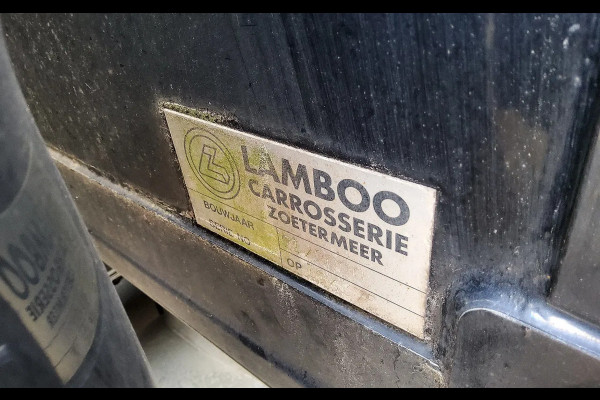 L LAMBOO
CARROSSERIE
ZOETERMEER
BOUWJAAR
SERIE NO
OP